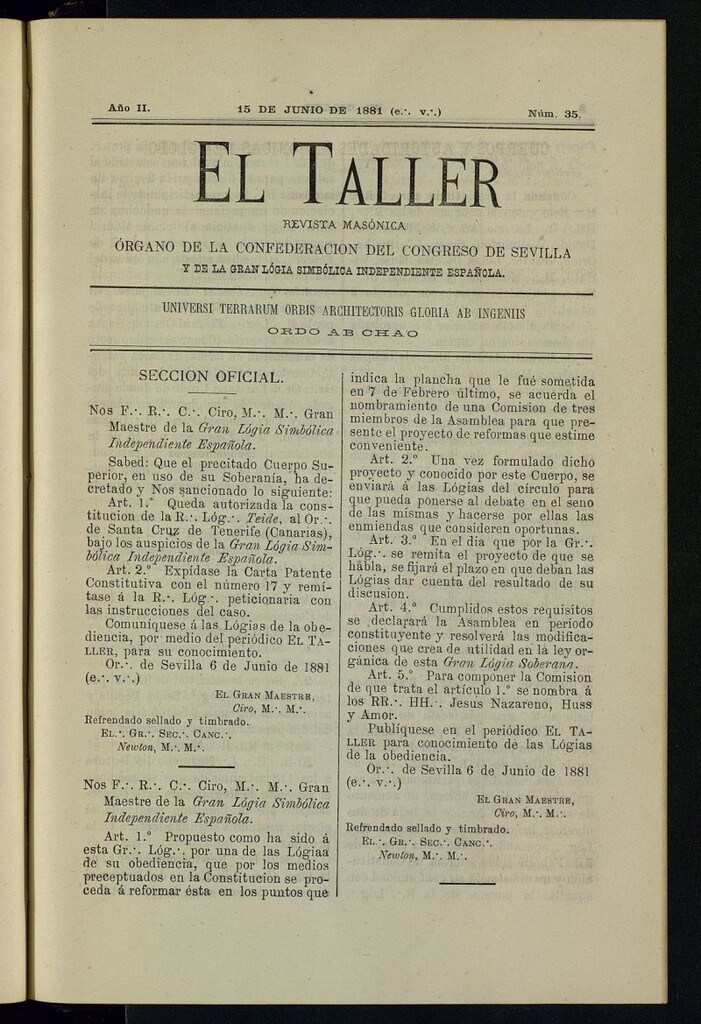 Año II.
15 DE JUNIO DE 1881 (e.·. v.·.)
Núm. 35.
EL TALLER
REVISTA MASÓNICA
ÓRGANO DE LA CONFEDERACION DEL CONGRESO DE SEVILLA
Y DE LA GRAN LÓGIA SIMBÓLICA INDEPENDIENTE ESPAÑOLA.
UNIVERSI TERRARUM ORBIS ARCHITECTORIS GLORIA AB INGENIIS
ORDO AB CHAO
SECCION OFICIAL.
Nos F.·. R.·. C.·. Ciro, M.·. M.·. Gran
Maestre de la Gran Lógia Simbólica
Independiente Española.
Sabed: Que el precitado Cuerpo Su-
perior, en uso de su Soberanía, ha de-
cretado y Nos sancionado lo siguiente:
Art. 1.º Queda autorizada la cons-
titucion de la R.·. Lóg.·. Teide, al Or.·.
de Santa Cruz de Tenerife (Canarias),
bajo los auspicios de la Gran Lógia Sim-
bólica Independiente Española.
Art. 2.º Expídase la Carta Patente
Constitutiva con el número 17 y remí-
tase á la R.·. Lóg.·. peticionaria con
las instrucciones del caso.
Comuníquese á las Lógias de la obe-
diencia, por medio del periódico EL TA-
LLER, para su conocimiento.
Or.·. de Sevilla 6 de Junio de 1881
(e.·. v.·.)
EL GRAN MAESTRE,
Ciro, M.·. M.·.
Refrendado sellado y timbrado.
EL.·. GR.·. SEC.·. CANC.·.
Newton, M.·. M.·.
Nos F.·. R.·. C.·. Ciro, M.·. M.·. Gran
Maestre de la Gran Lógia Simbólica
Independiente Española.
Art. 1.º Propuesto como ha sido á
esta Gr.·. Lóg.·. por una de las Lógias
de su obediencia, que por los medios
preceptuados en la Constitucion se pro-
ceda á reformar ésta en los puntos que
indica la plancha que le fué sometida
en 7 de Febrero último, se acuerda el
nombramiento de una Comision de tres
miembros de la Asamblea para que pre-
sente el proyecto de reformas que estime
conveniente.
Art. 2.º Una vez formulado dicho
proyecto y conocido por este Cuerpo, se
enviará á las Lógias del círculo para
que pueda ponerse al debate en el seno
de las mismas y hacerse por ellas las
enmiendas que consideren oportunas.
Art. 3.º En el dia que por la Gr.·.
Lóg.·. se remita el proyecto de que se
habla, se fijará el plazo en que deban las
Lógias dar cuenta del resultado de su
discusion.
Art. 4.º Cumplidos estos requisitos
se declarará la Asamblea en periodo
constituyente y resolverá las modifica-
ciones que crea de utilidad en la ley or-
gánica de esta Gran Lógia Soberana.
Art. 5.º Para componer la Comision
de que trata el artículo 1.º se nombra á
los RR.·. HH.·. Jesus Nazareno, Huss
y Amor.
Publíquese en el periódico EL TA-
LLER para conocimiento de las Lógias
de la obediencia.
Or.·. de Sevilla 6 de Junio de 1881
(e.·. v.·.)
EL GRAN MAESTRE,
Ciro, M.·. M.·.
Refrendado sellado y timbrado.
EL.·. GR.·. SEC.·. CANC.·.
Newton, M.·. M.·.